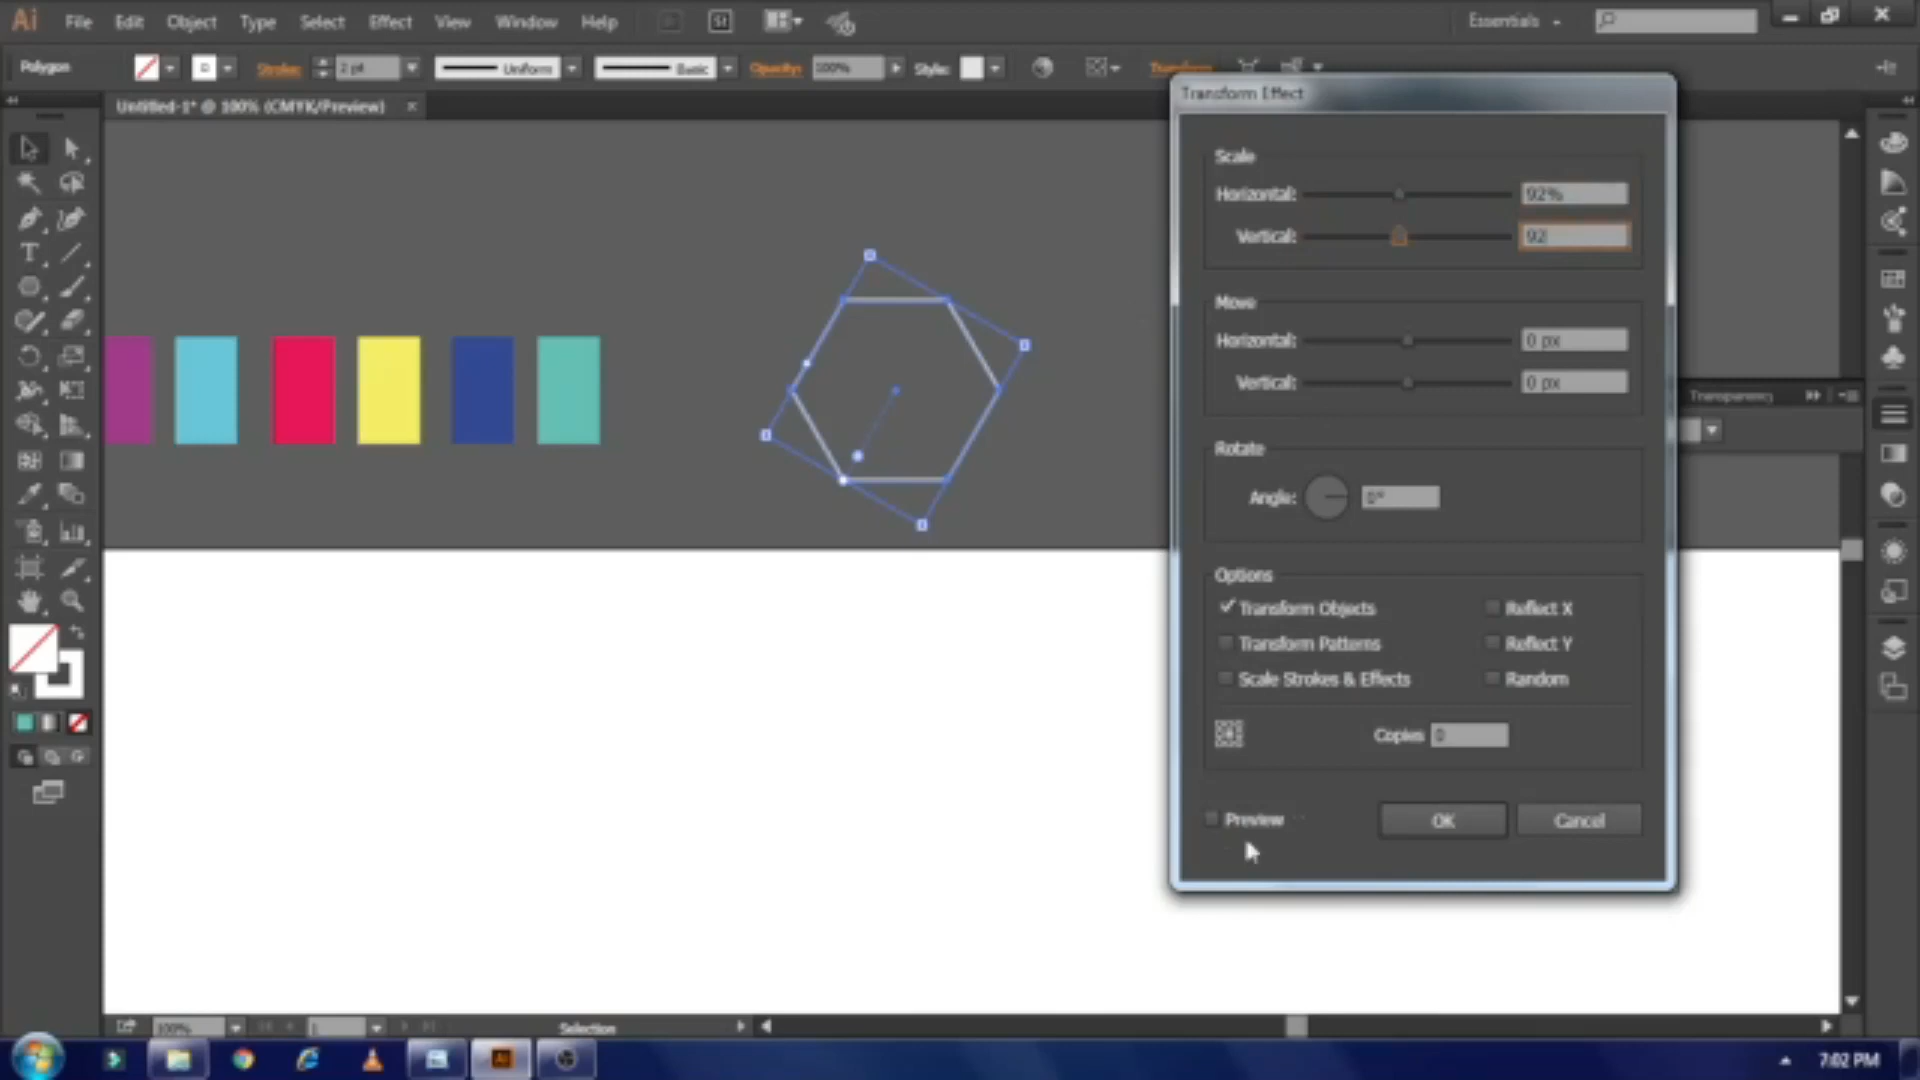 Ai File Edit Object Type Select Effect View Window Help St Essentials
Polygon Stroke: 2 pt Uniform Basic Opacity: 100% Style: Transform
Untitled-1* @ 100% (CMYK/Preview) ×
Transform Effect
Scale
Horizontal: 92%
Vertical: 92
Move
Horizontal: 0 px
Vertical: 0 px
Transparency
Rotate
Angle: 0°
Options
Transform Objects Reflect X
Transform Patterns Reflect Y
Scale Strokes & Effects Random
Copies 0
Preview OK Cancel
100% 1 Selection
7:02 PM